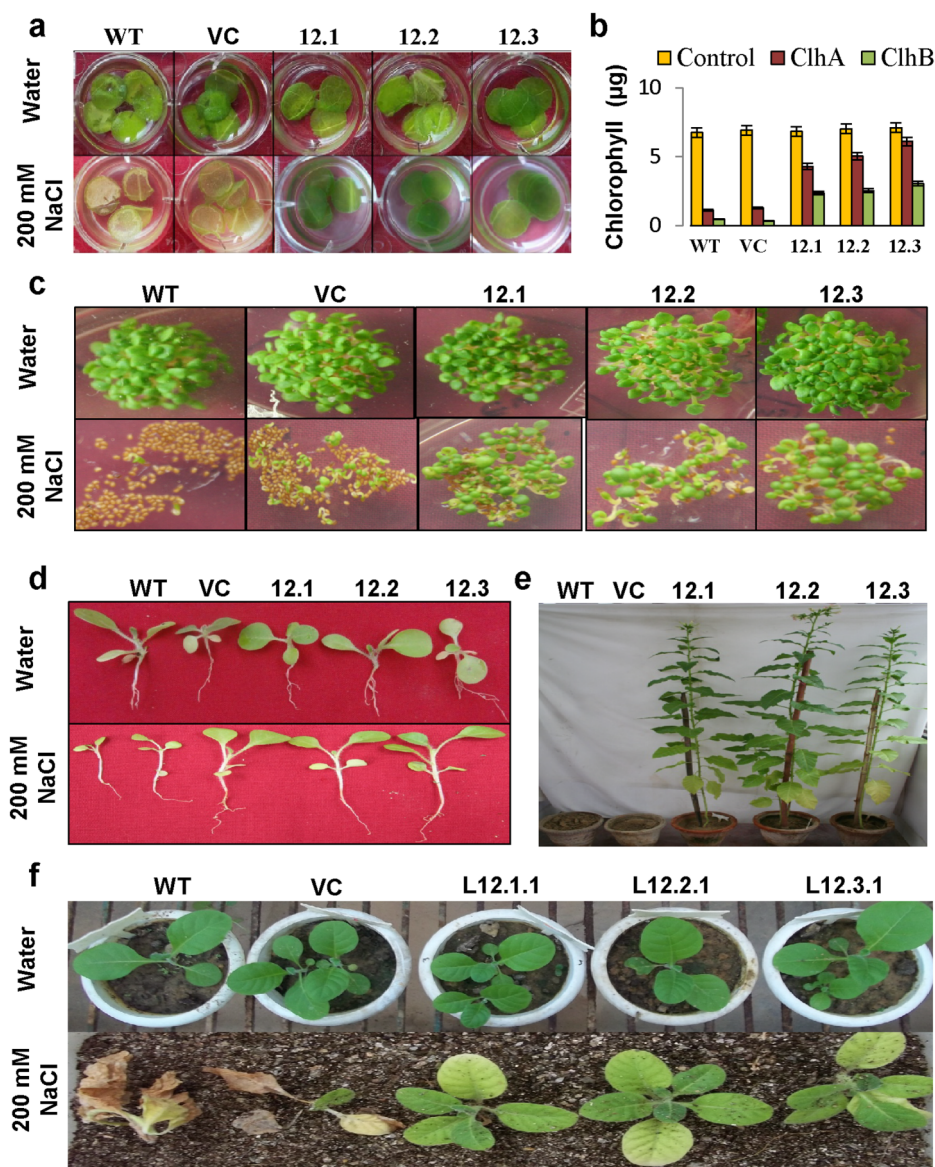 a
WT VC 12.1 12.2 12.3
Water
200 mM
NaCl
b
Control ClhA ClhB
Chlorophyll (µg)
10
5
0
WT VC 12.1 12.2 12.3
c
WT VC 12.1 12.2 12.3
Water
200 mM
NaCl
d
WT VC 12.1 12.2 12.3
Water
200 mM
NaCl
e
WT VC 12.1 12.2 12.3
f
WT VC L12.1.1 L12.2.1 L12.3.1
Water
200 mM
NaCl